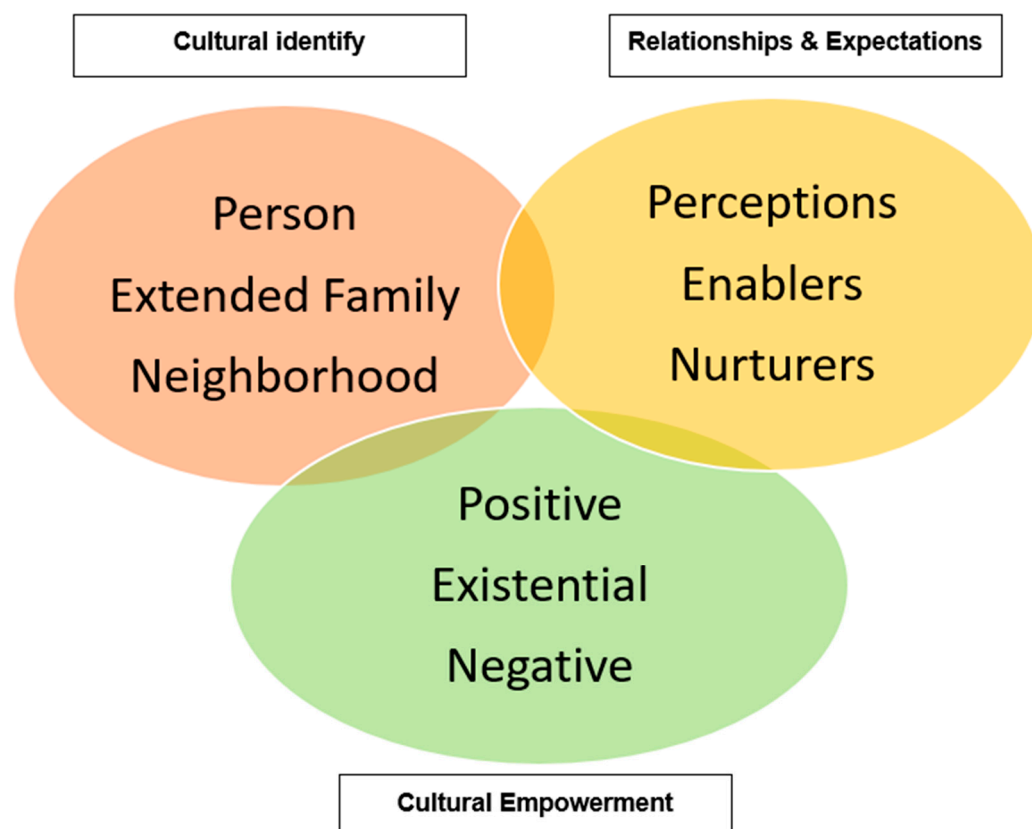 Cultural identify
Relationships & Expectations
Person
Extended Family
Neighborhood
Perceptions
Enablers
Nurturers
Positive
Existential
Negative
Cultural Empowerment